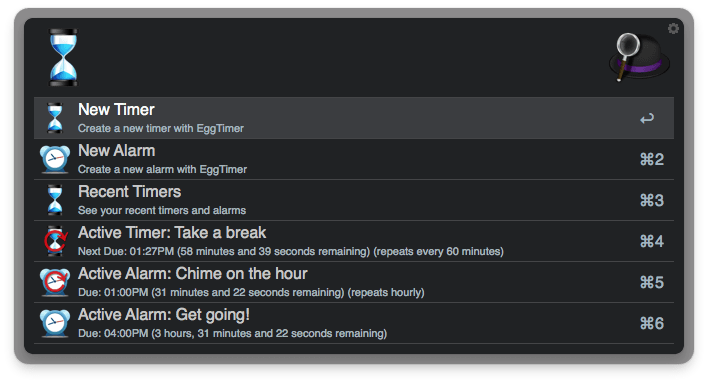 New Timer
Create a new timer with EggTimer
↩
New Alarm
Create a new alarm with EggTimer
⌘2
Recent Timers
See your recent timers and alarms
⌘3
Active Timer: Take a break
Next Due: 01:27PM (58 minutes and 39 seconds remaining) (repeats every 60 minutes)
⌘4
Active Alarm: Chime on the hour
Due: 01:00PM (31 minutes and 22 seconds remaining) (repeats hourly)
⌘5
Active Alarm: Get going!
Due: 04:00PM (3 hours, 31 minutes and 22 seconds remaining)
⌘6